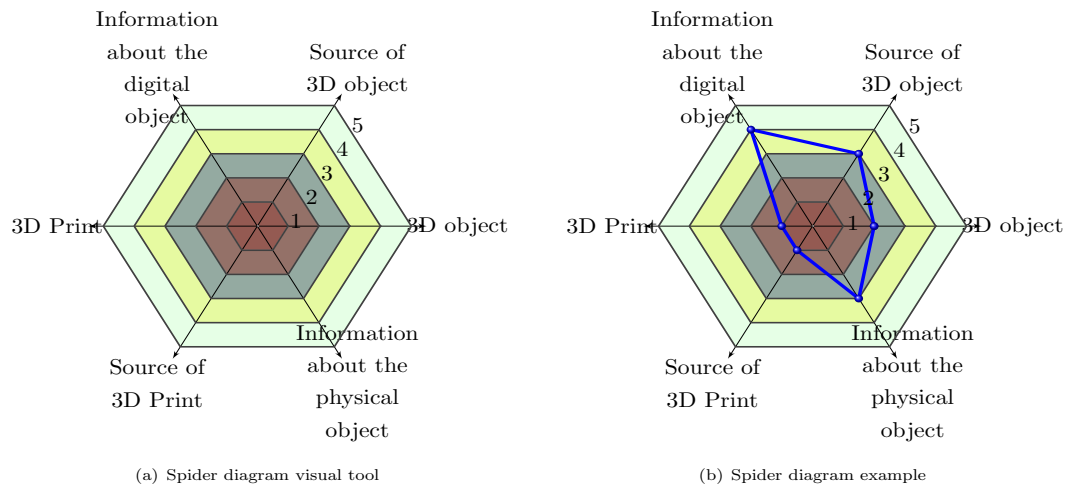 Information
about the
digital
object
Source of
3D object
5
4
3
2
1
3D Print
3D object
Source of
3D Print
Information
about the
physical
object
(a) Spider diagram visual tool
Information
about the
digital
object
Source of
3D object
5
4
3
2
1
3D Print
3D object
Source of
3D Print
Information
about the
physical
object
(b) Spider diagram example